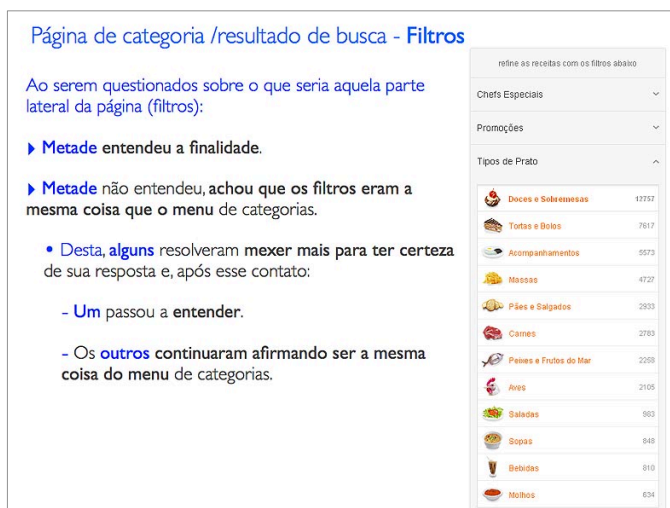 Página de categoria /resultado de busca - Filtros
Ao serem questionados sobre o que seria aquela parte
lateral da página (filtros):
Metade entendeu a finalidade.
Metade não entendeu, achou que os filtros eram a
mesma coisa que o menu de categorias.
• Desta, alguns resolveram mexer mais para ter certeza
de sua resposta e, após esse contato:
- Um passou a entender.
- Os outros continuaram afirmando ser a mesma
coisa do menu de categorias.
refine as receitas com os filtros abaixo
Chefs Especiais
Promoções
Tipos de Prato
Doces e Sobremesas 12757
Tortas e Bolos 7617
Acompanhamentos 5573
Massas 4727
Pães e Salgados 2933
Carnes 2783
Peixes e Frutos do Mar 2258
Aves 2105
Saladas 983
Sopas 848
Bebidas 810
Molhos 634